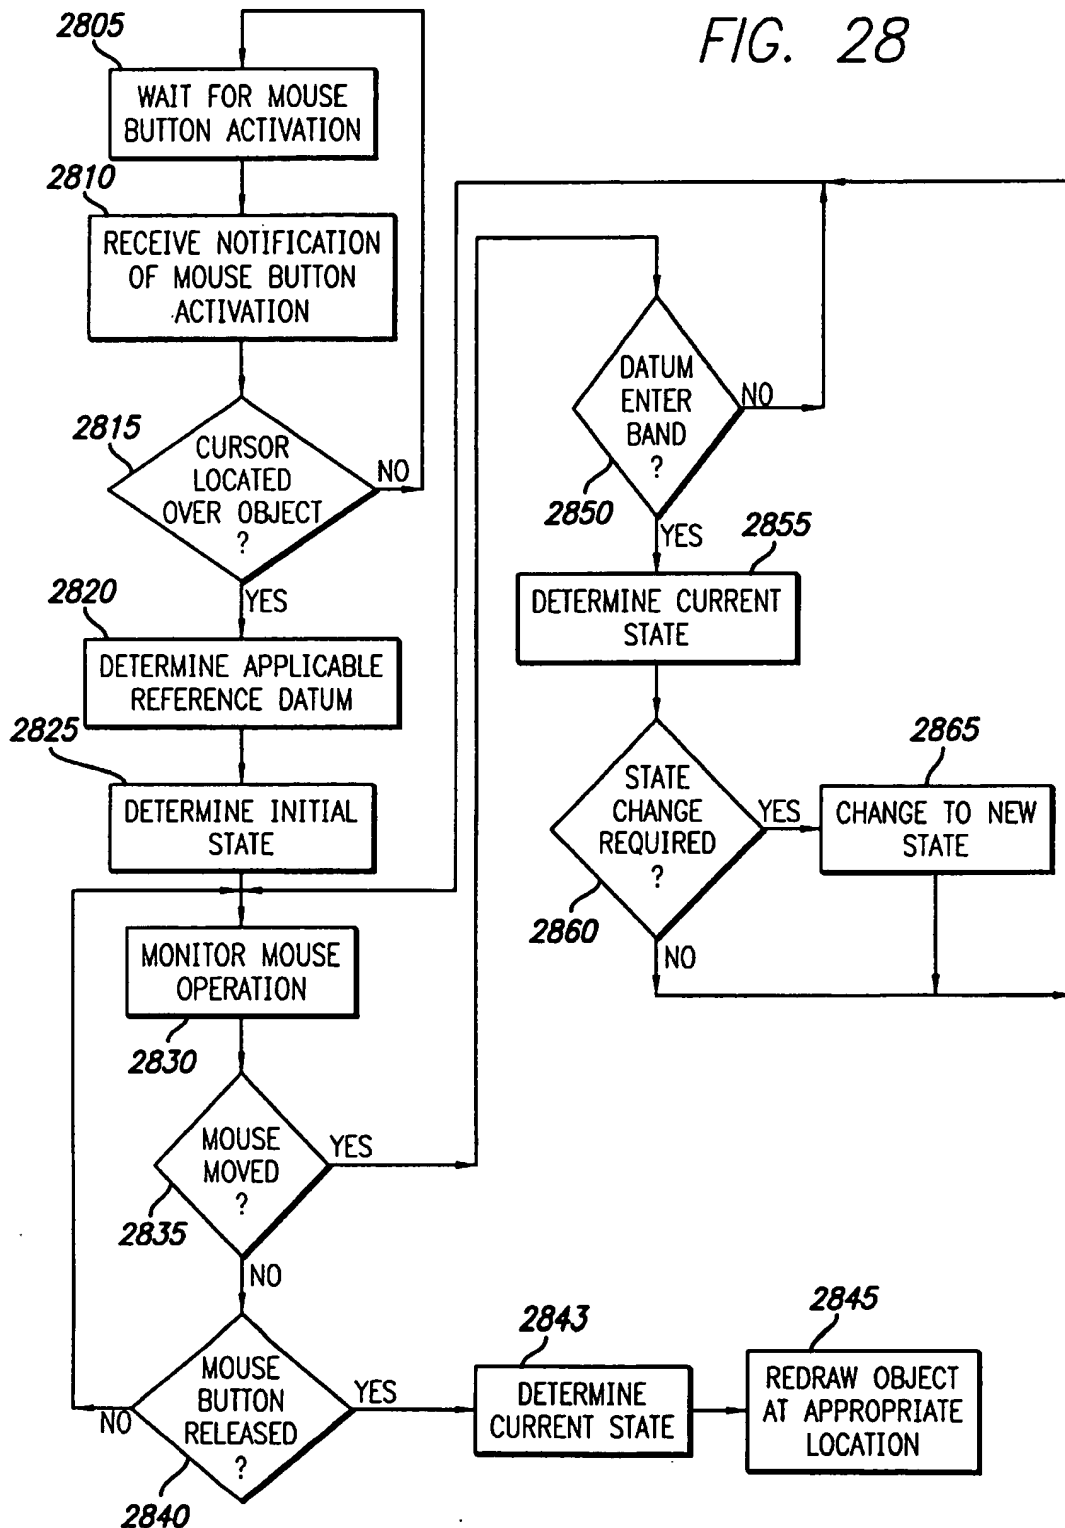 FIG. 28
2805
WAIT FOR MOUSE
BUTTON ACTIVATION
2810
RECEIVE NOTIFICATION
OF MOUSE BUTTON
ACTIVATION
2815
CURSOR
LOCATED
OVER OBJECT
?
NO
YES
2820
DETERMINE APPLICABLE
REFERENCE DATUM
2825
DETERMINE INITIAL
STATE
MONITOR MOUSE
OPERATION
2830
MOUSE
MOVED
?
YES
2835
NO
MOUSE
BUTTON
RELEASED
?
NO
YES
2840
2843
DETERMINE
CURRENT STATE
2845
REDRAW OBJECT
AT APPROPRIATE
LOCATION
DATUM
ENTER
BAND
?
NO
2850
YES
2855
DETERMINE CURRENT
STATE
STATE
CHANGE
REQUIRED
?
YES
2860
NO
2865
CHANGE TO NEW
STATE